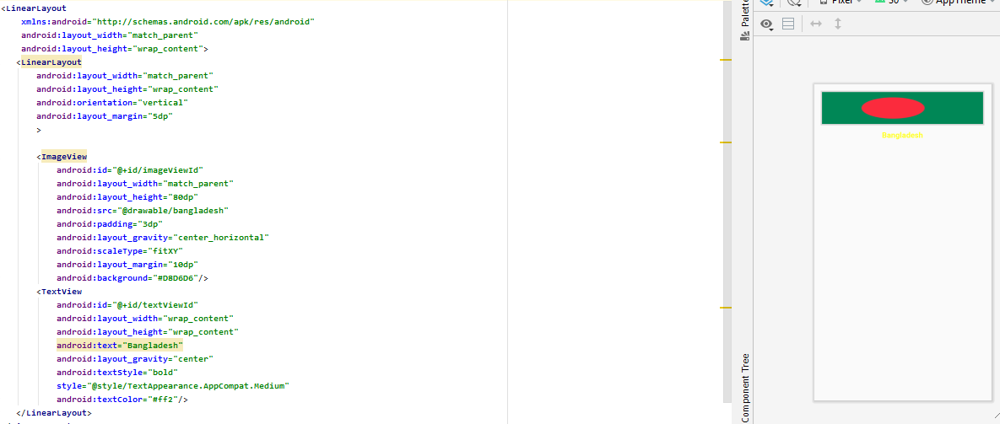 <LinearLayout
xmlns:android="http://schemas.android.com/apk/res/android"
android:layout_width="match_parent"
android:layout_height="wrap_content">
<LinearLayout
android:layout_width="match_parent"
android:layout_height="wrap_content"
android:orientation="vertical"
android:layout_margin="5dp"
>
<ImageView
android:id="@+id/imageViewId"
android:layout_width="match_parent"
android:layout_height="80dp"
android:src="@drawable/bangladesh"
android:padding="3dp"
android:layout_gravity="center_horizontal"
android:scaleType="fitXY"
android:layout_margin="10dp"
android:background="#D8D6D6"/>
<TextView
android:id="@+id/textViewId"
android:layout_width="wrap_content"
android:layout_height="wrap_content"
android:text="Bangladesh"
android:layout_gravity="center"
android:textStyle="bold"
style="@style/TextAppearance.AppCompat.Medium"
android:textColor="#ff2"/>
</LinearLayout>
Palette
Component Tree
Pixel
30
AppTheme
Bangladesh